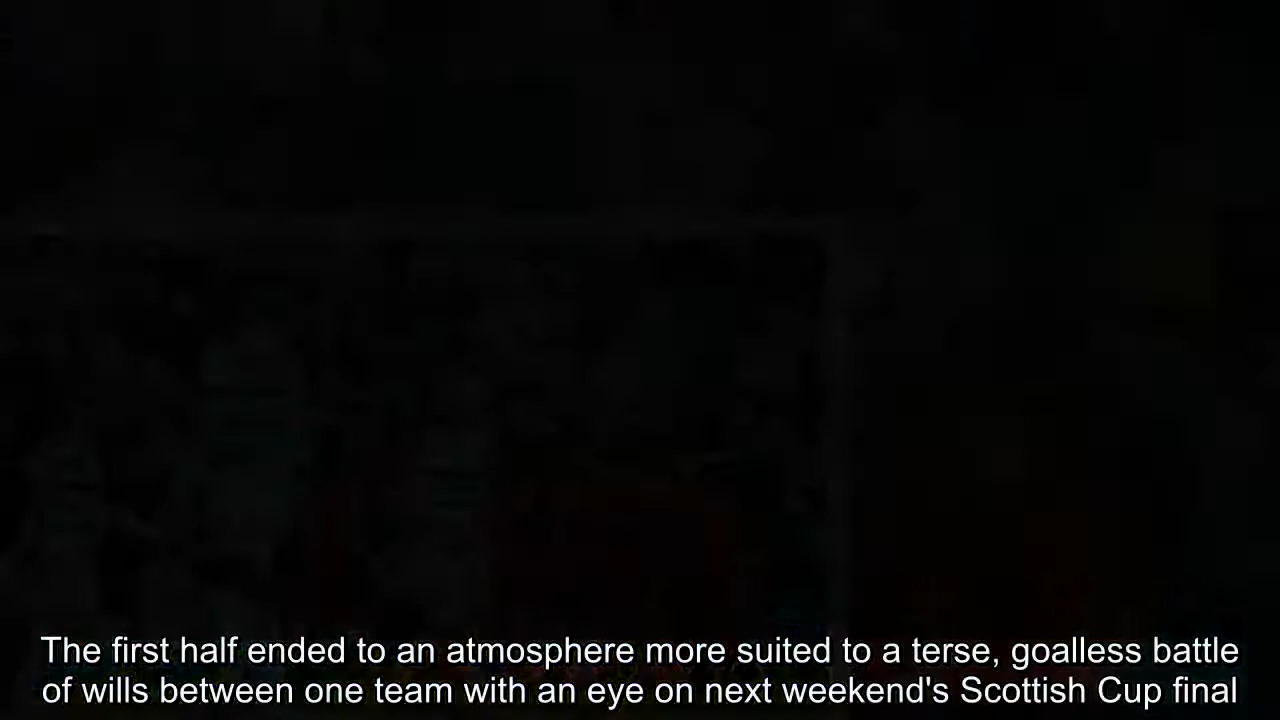 The first half ended to an atmosphere more suited to a terse, goalless battle
of wills between one team with an eye on next weekend's Scottish Cup final